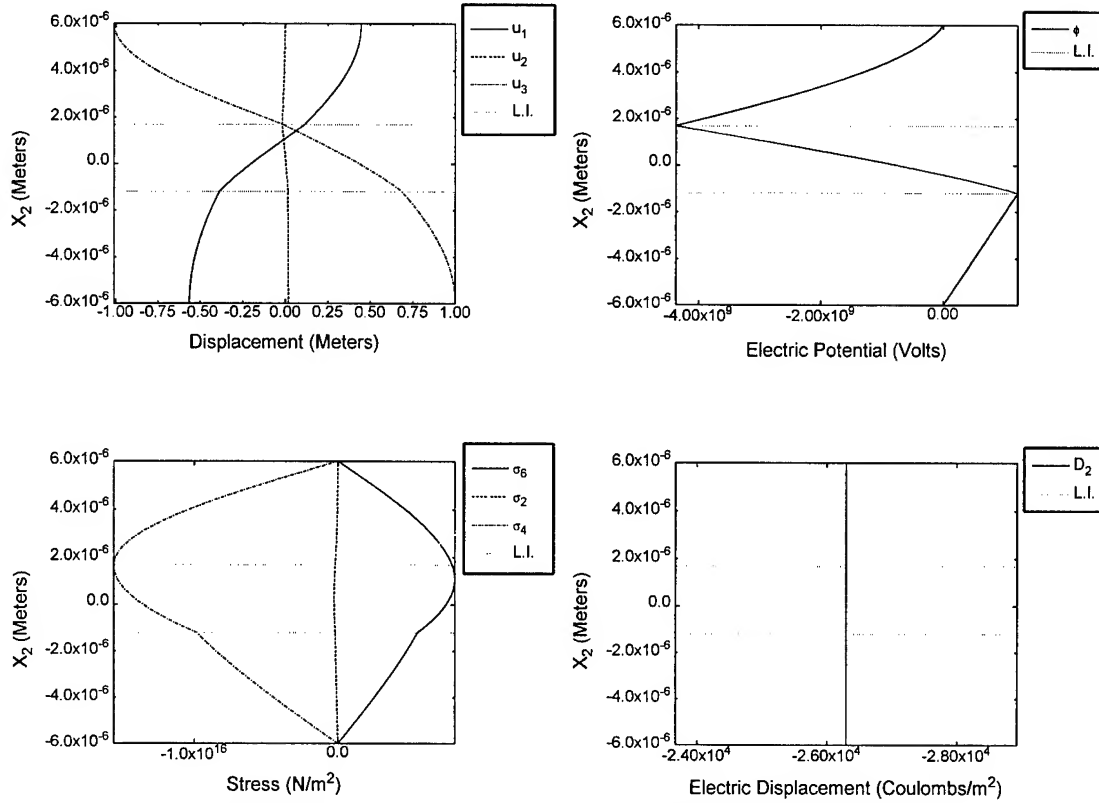 6.0x10⁻⁶
4.0x10⁻⁶
2.0x10⁻⁶
0.0
-2.0x10⁻⁶
-4.0x10⁻⁶
-6.0x10⁻⁶
X₂ (Meters)
-1.00 -0.75 -0.50 -0.25 0.00 0.25 0.50 0.75 1.00
Displacement (Meters)
u₁
u₂
u₃
L.I.
6.0x10⁻⁶
4.0x10⁻⁶
2.0x10⁻⁶
0.0
-2.0x10⁻⁶
-4.0x10⁻⁶
-6.0x10⁻⁶
X₂ (Meters)
-4.00x10⁹ -2.00x10⁹ 0.00
Electric Potential (Volts)
ϕ
L.I.
6.0x10⁻⁶
4.0x10⁻⁶
2.0x10⁻⁶
0.0
-2.0x10⁻⁶
-4.0x10⁻⁶
-6.0x10⁻⁶
X₂ (Meters)
-1.0x10¹⁶ 0.0
Stress (N/m²)
σ₆
σ₂
σ₄
L.I.
6.0x10⁻⁶
4.0x10⁻⁶
2.0x10⁻⁶
0.0
-2.0x10⁻⁶
-4.0x10⁻⁶
-6.0x10⁻⁶
X₂ (Meters)
-2.40x10⁴ -2.60x10⁴ -2.80x10⁴
Electric Displacement (Coulombs/m²)
D₂
L.I.